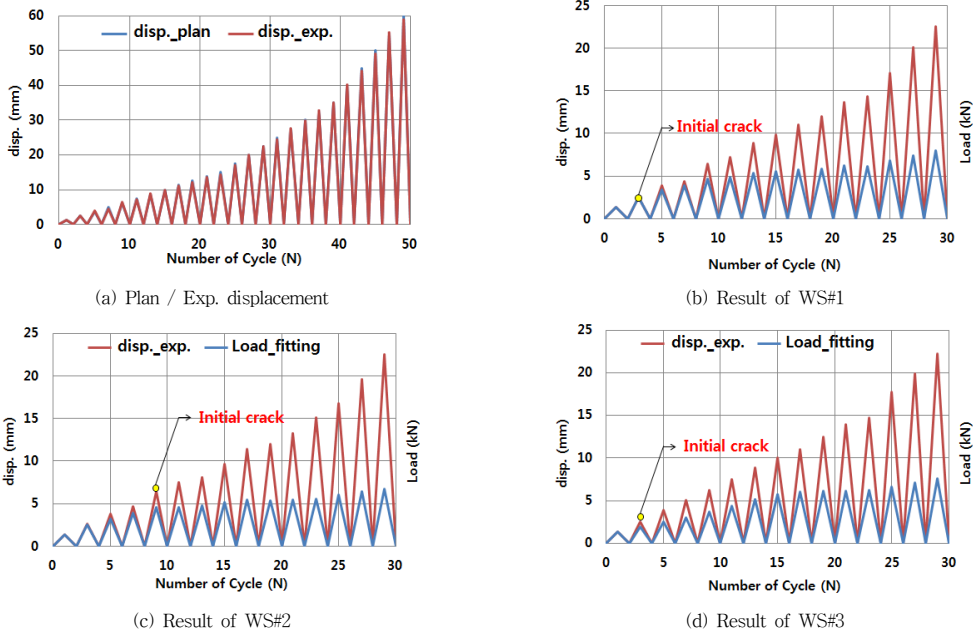 60
50
40
30
20
10
0
disp. (mm)
disp._plan
disp._exp.
0 10 20 30 40 50
Number of Cycle (N)
(a) Plan / Exp. displacement
25
20
15
10
5
0
disp. (mm)
Initial crack
Load (kN)
0 5 10 15 20 25 30
Number of Cycle (N)
(b) Result of WS#1
25
20
15
10
5
0
disp. (mm)
disp._exp.
Load_fitting
Initial crack
Load (kN)
0 5 10 15 20 25 30
Number of Cycle (N)
(c) Result of WS#2
25
20
15
10
5
0
disp. (mm)
disp._exp.
Load_fitting
Initial crack
Load (kN)
0 5 10 15 20 25 30
Number of Cycle (N)
(d) Result of WS#3